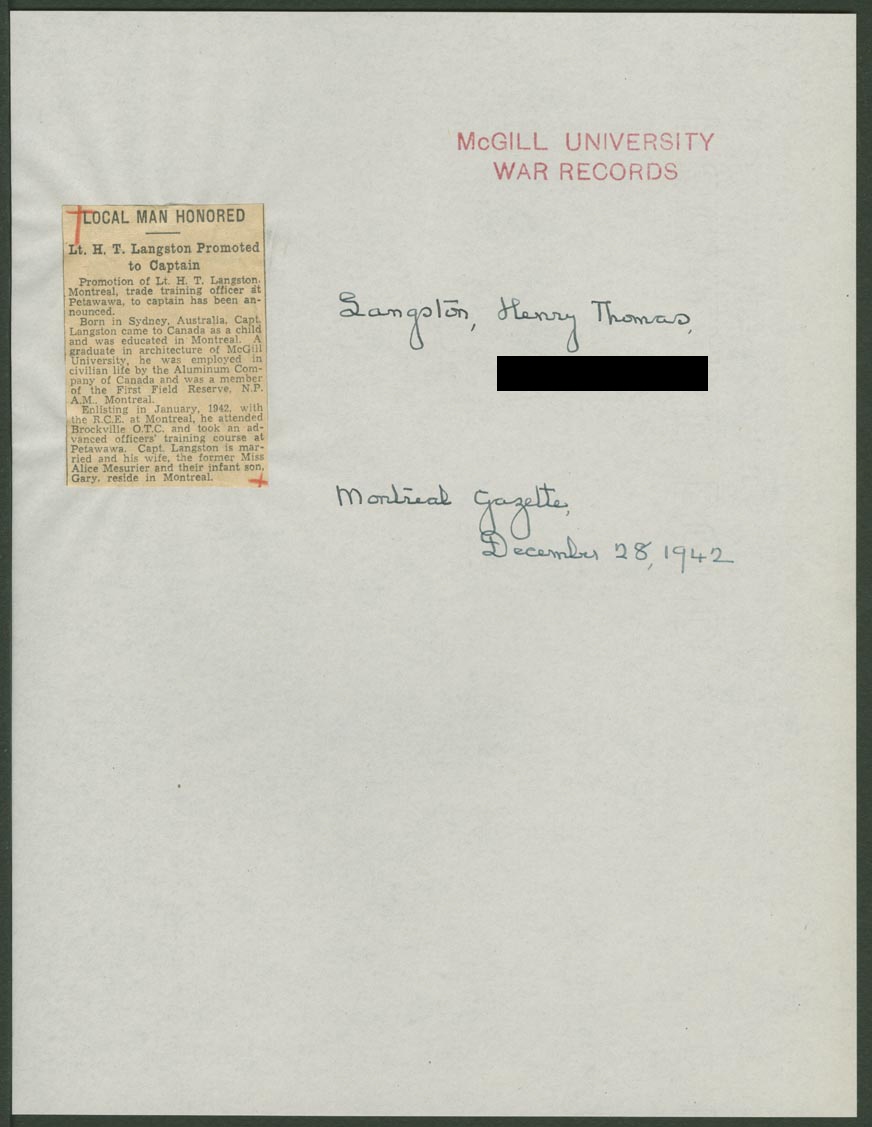 McGILL UNIVERSITY
WAR RECORDS
LOCAL MAN HONORED
Lt. H. T. Langston Promoted
to Captain
Promotion of Lt. H. T. Langston,
Montreal, trade training officer at
Petawawa, to captain has been an-
nounced.
Born in Sydney, Australia, Capt.
Langston came to Canada as a child
and was educated in Montreal. A
graduate in architecture of McGill
University, he was employed in
civilian life by the Aluminum Com-
pany of Canada and was a member
of the First Field Reserve, N.P.
A.M., Montreal.
Enlisting in January, 1942, with
the R.C.E. at Montreal, he attended
Brockville O.T.C. and took an ad-
vanced officers' training course at
Petawawa. Capt. Langston is mar-
ried and his wife, the former Miss
Alice Mesurier and their infant son,
Gary, reside in Montreal.
Langston, Henry Thomas,
Montreal Gazette,
December 28, 1942